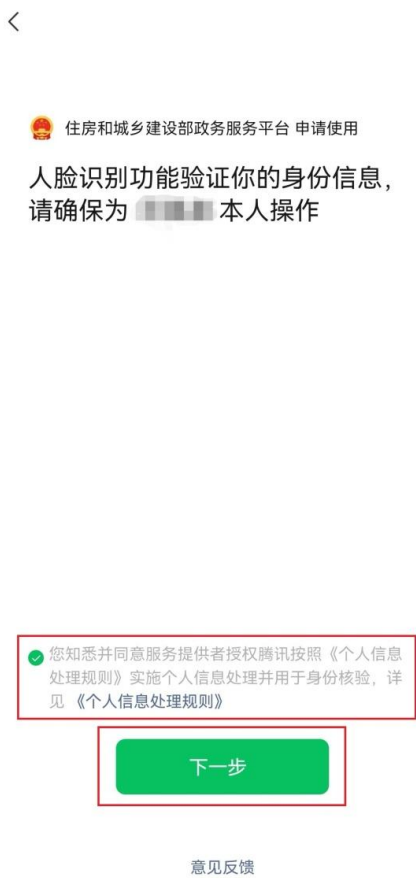 住房和城乡建设部政务服务平台 申请使用
人脸识别功能验证你的身份信息，
请确保为 本人操作
您知悉并同意服务提供者授权腾讯按照《个人信息
处理规则》实施个人信息处理并用于身份核验，详
见 《个人信息处理规则》
下一步
意见反馈